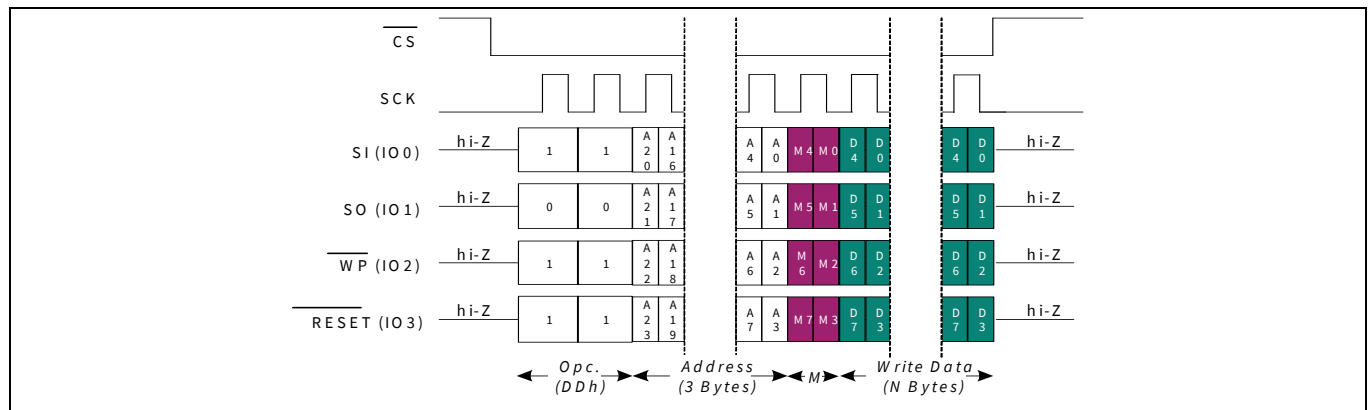 CS
SCK
SI (IO0) hi-Z 1 1 A20 A16 A4 A0 M4 M0 D4 D0 D4 D0 hi-Z
SO (IO1) hi-Z 0 0 A21 A17 A5 A1 M5 M1 D5 D1 D5 D1 hi-Z
WP (IO2) hi-Z 1 1 A22 A18 A6 A2 M6 M2 D6 D2 D6 D2 hi-Z
RESET (IO3) hi-Z 1 1 A23 A19 A7 A3 M7 M3 D7 D3 D7 D3 hi-Z
Opc. Address M Write Data
(DDh) (3 Bytes) (N Bytes)